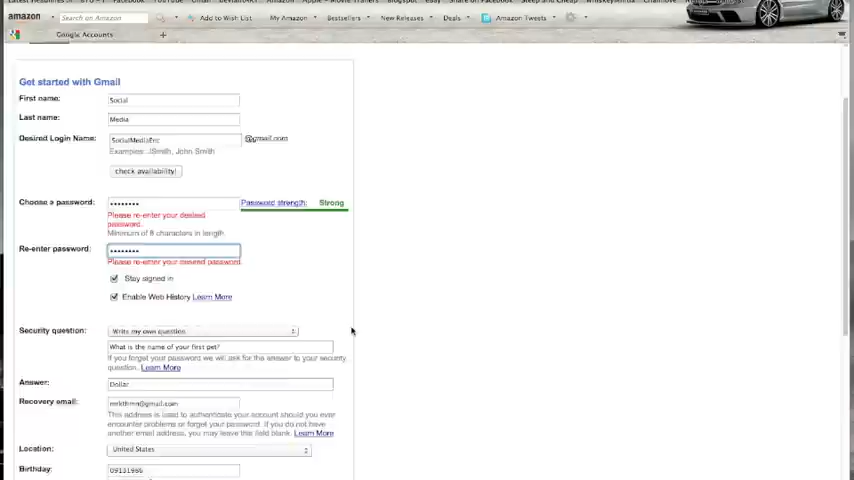 amazon
Search on Amazon
Add to Wish List
My Amazon
Bestsellers
New Releases
Deals
Amazon Tweets
Google Accounts
Get started with Gmail
First name:
Social
Last name:
Media
Desired Login Name:
SocialMediaEnc
@gmail.com
Examples: JSmith, John Smith
check availability!
Choose a password:
Password strength:
Strong
Please re-enter your desired
password.
Minimum of 8 characters in length.
Re-enter password:
Please re-enter your desired password
Stay signed in
Enable Web History Learn More
Security question:
Write my own question
What is the name of your first pet?
If you forget your password we will ask for the answer to your security
question. Learn More
Answer:
Dollar
Recovery email:
This address is used to authenticate your account should you ever
encounter problems or forget your password. If you do not have
another email address, you may leave this field blank. Learn More
Location:
United States
Birthday:
09131986